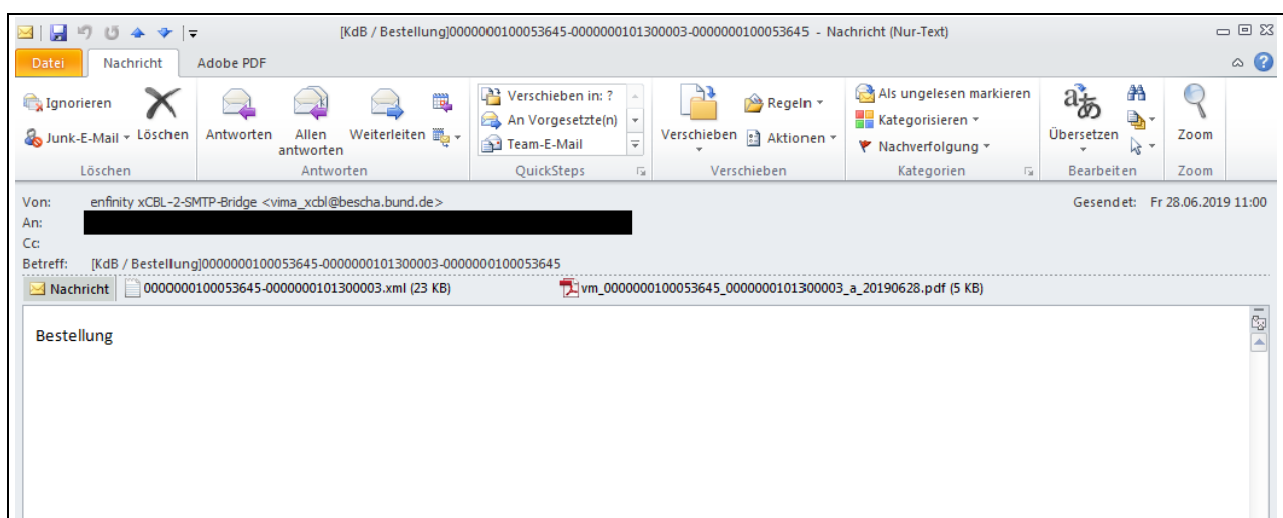 [KdB / Bestellung]0000000100053645-0000000101300003-0000000100053645 - Nachricht (Nur-Text)
Datei Nachricht Adobe PDF
Ignorieren
Junk-E-Mail
Löschen
Antworten
Allen antworten
Weiterleiten
Verschieben in: ?
An Vorgesetzte(n)
Team-E-Mail
Verschieben
Regeln
Aktionen
Als ungelesen markieren
Kategorisieren
Nachverfolgung
Übersetzen
Zoom
Löschen Antworten QuickSteps Verschieben Kategorien Bearbeiten Zoom
Von: enfinity xCBL-2-SMTP-Bridge <vima_xcbl@bescha.bund.de> Gesendet: Fr 28.06.2019 11:00
An:
Cc:
Betreff: [KdB / Bestellung]0000000100053645-0000000101300003-0000000100053645
Nachricht 0000000100053645-0000000101300003.xml (23 KB) vm_0000000100053645_0000000101300003_a_20190628.pdf (5 KB)
Bestellung